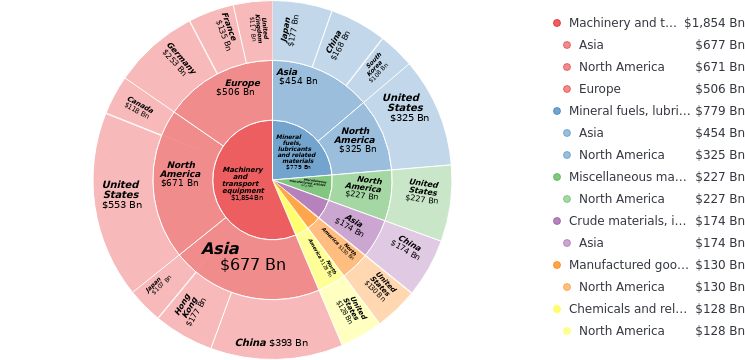 France
$135 Bn
United
Kingdom
$117 Bn
Japan
$177 Bn
China
$168 Bn
South
Korea
$108 Bn
Germany
$253 Bn
Europe
$506 Bn
Asia
$454 Bn
United
States
$325 Bn
Canada
$118 Bn
North
America
$671 Bn
Machinery
and
transport
equipment
$1,854 Bn
Mineral
fuels,
lubricants
and related
materials
$779 Bn
North
America
$325 Bn
United
States
$553 Bn
North
America
$227 Bn
United
States
$227 Bn
Asia
$174 Bn
China
$174 Bn
North
America
$130 Bn
United
States
$130 Bn
North
America
$128 Bn
United
States
$128 Bn
Asia
$677 Bn
Japan
$107 Bn
Hong
Kong
$177 Bn
China $393 Bn
Machinery and t... $1,854 Bn
Asia $677 Bn
North America $671 Bn
Europe $506 Bn
Mineral fuels, lubri... $779 Bn
Asia $454 Bn
North America $325 Bn
Miscellaneous ma... $227 Bn
North America $227 Bn
Crude materials, i... $174 Bn
Asia $174 Bn
Manufactured goo... $130 Bn
North America $130 Bn
Chemicals and rel... $128 Bn
North America $128 Bn